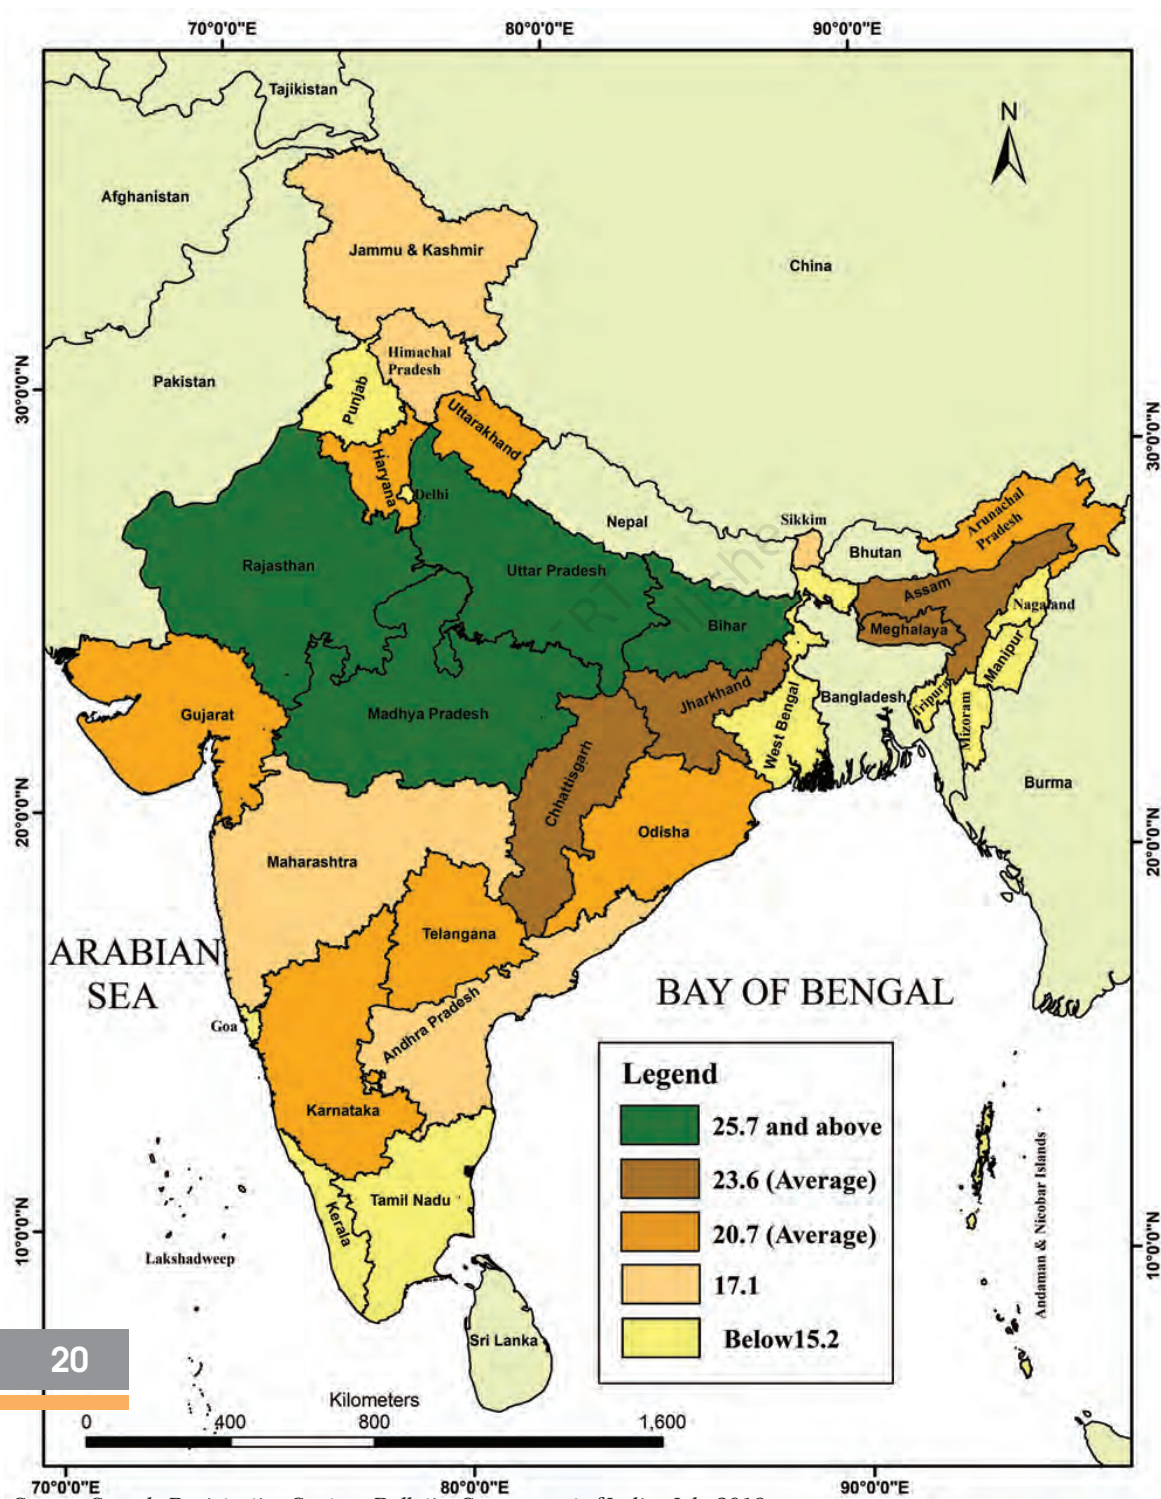 70°0'0"E 80°0'0"E 90°0'0"E
Tajikistan
N
Afghanistan
Jammu & Kashmir
China
Himachal
Pradesh
Pakistan
30°0'0"N
Punjab
Uttarakhand
30°0'0"N
Haryana
Delhi
Arunachal
Pradesh
Sikkim
Nepal
Bhutan
Rajasthan
Uttar Pradesh
Assam
Nagaland
Bihar
Meghalaya
Manipur
Jharkhand
Bangladesh
Tripura
Gujarat
Madhya Pradesh
West Bengal
Mizoram
Chhattisgarh
Burma
20°0'0"N
Odisha
20°0'0"N
Maharashtra
Telangana
ARABIAN
SEA
BAY OF BENGAL
Goa
Andhra Pradesh
Karnataka
Legend
25.7 and above
23.6 (Average)
20.7 (Average)
17.1
Below15.2
Tamil Nadu
Kerala
10°0'0"N
10°0'0"N
Lakshadweep
Andaman & Nicobar Islands
Sri Lanka
20
Kilometers
0 400 800 1,600
70°0'0"E 80°0'0"E 90°0'0"E